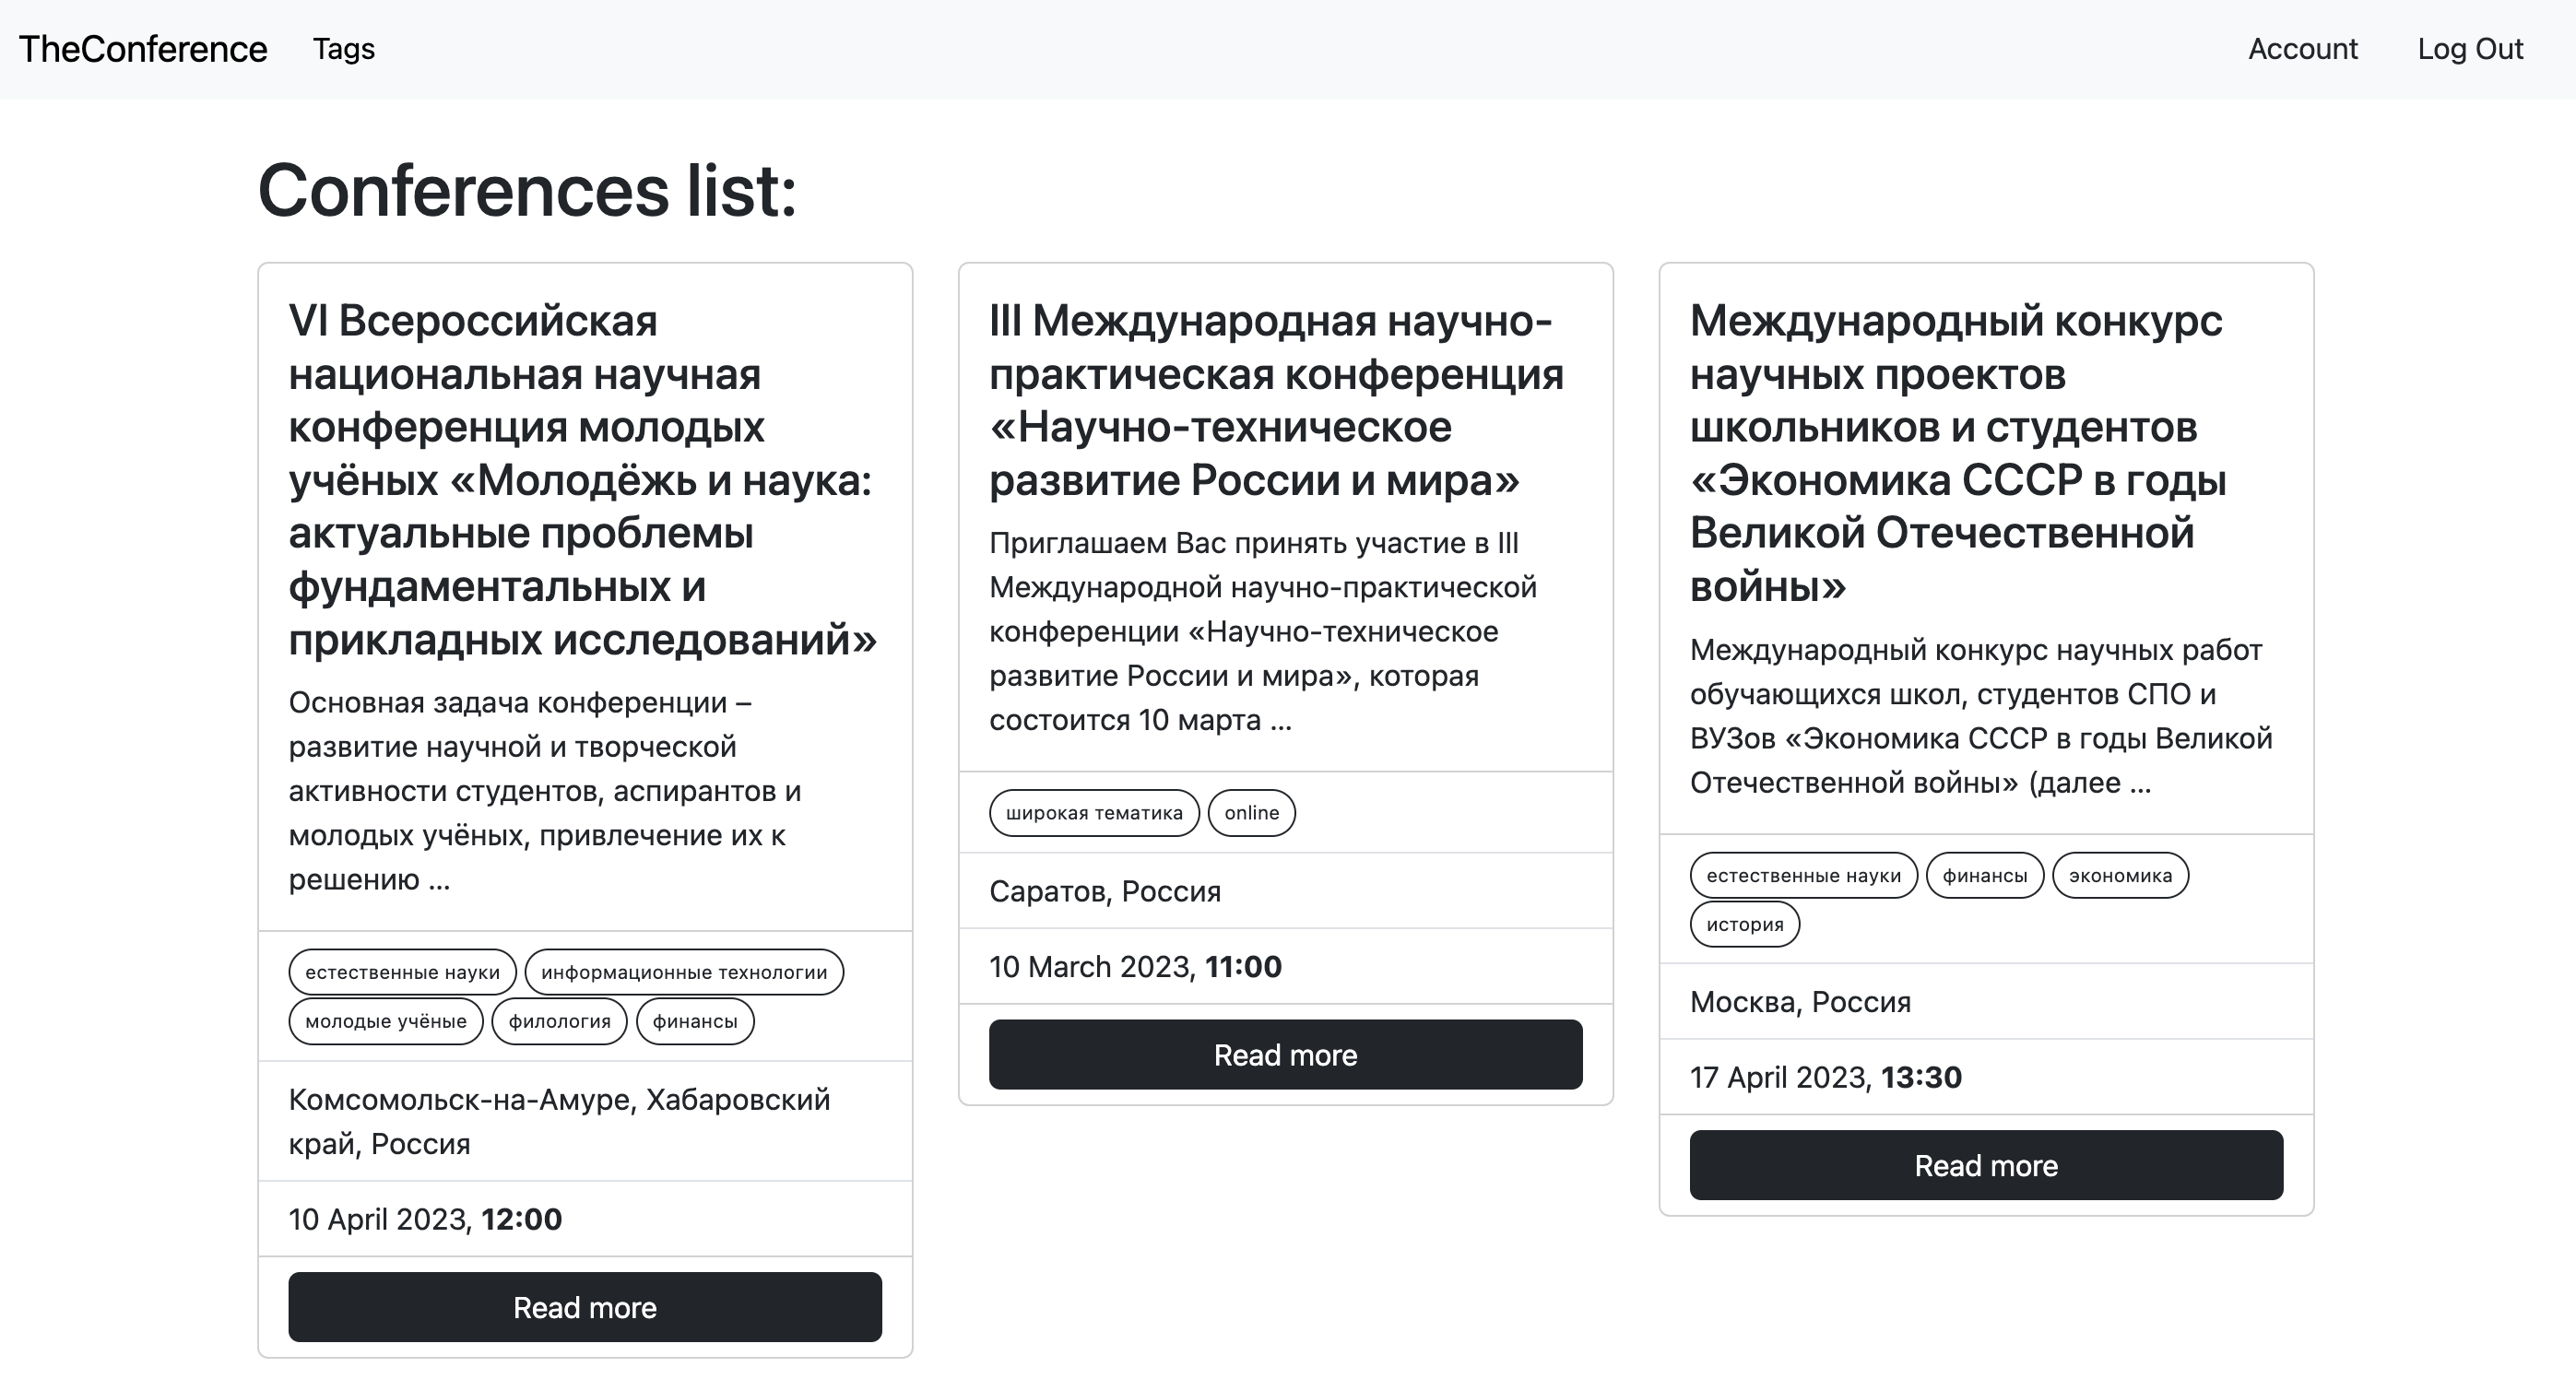 TheConference Tags Account Log Out
Conferences list:
VI Всероссийская
национальная научная
конференция молодых
учёных «Молодёжь и наука:
актуальные проблемы
фундаментальных и
прикладных исследований»
Основная задача конференции –
развитие научной и творческой
активности студентов, аспирантов и
молодых учёных, привлечение их к
решению ...
естественные науки информационные технологии
молодые учёные филология финансы
Комсомольск-на-Амуре, Хабаровский
край, Россия
10 April 2023, 12:00
Read more
III Международная научно-
практическая конференция
«Научно-техническое
развитие России и мира»
Приглашаем Вас принять участие в III
Международной научно-практической
конференции «Научно-техническое
развитие России и мира», которая
состоится 10 марта ...
широкая тематика online
Саратов, Россия
10 March 2023, 11:00
Read more
Международный конкурс
научных проектов
школьников и студентов
«Экономика СССР в годы
Великой Отечественной
войны»
Международный конкурс научных работ
обучающихся школ, студентов СПО и
ВУЗов «Экономика СССР в годы Великой
Отечественной войны» (далее ...
естественные науки финансы экономика
история
Москва, Россия
17 April 2023, 13:30
Read more